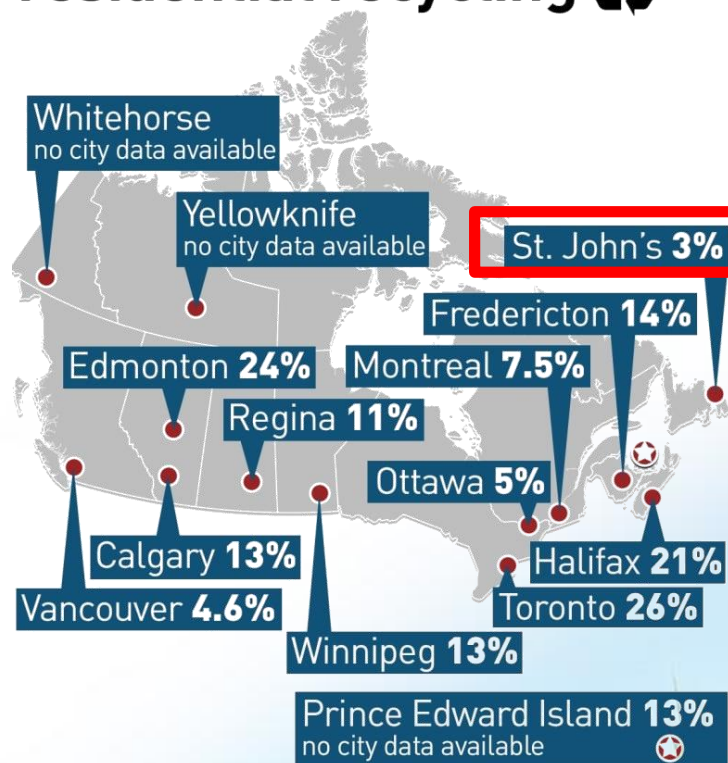 residential recycling
Whitehorse
no city data available
Yellowknife
no city data available
St. John's 3%
Fredericton 14%
Edmonton 24%
Montreal 7.5%
Regina 11%
Ottawa 5%
Calgary 13%
Halifax 21%
Vancouver 4.6%
Toronto 26%
Winnipeg 13%
Prince Edward Island 13%
no city data available